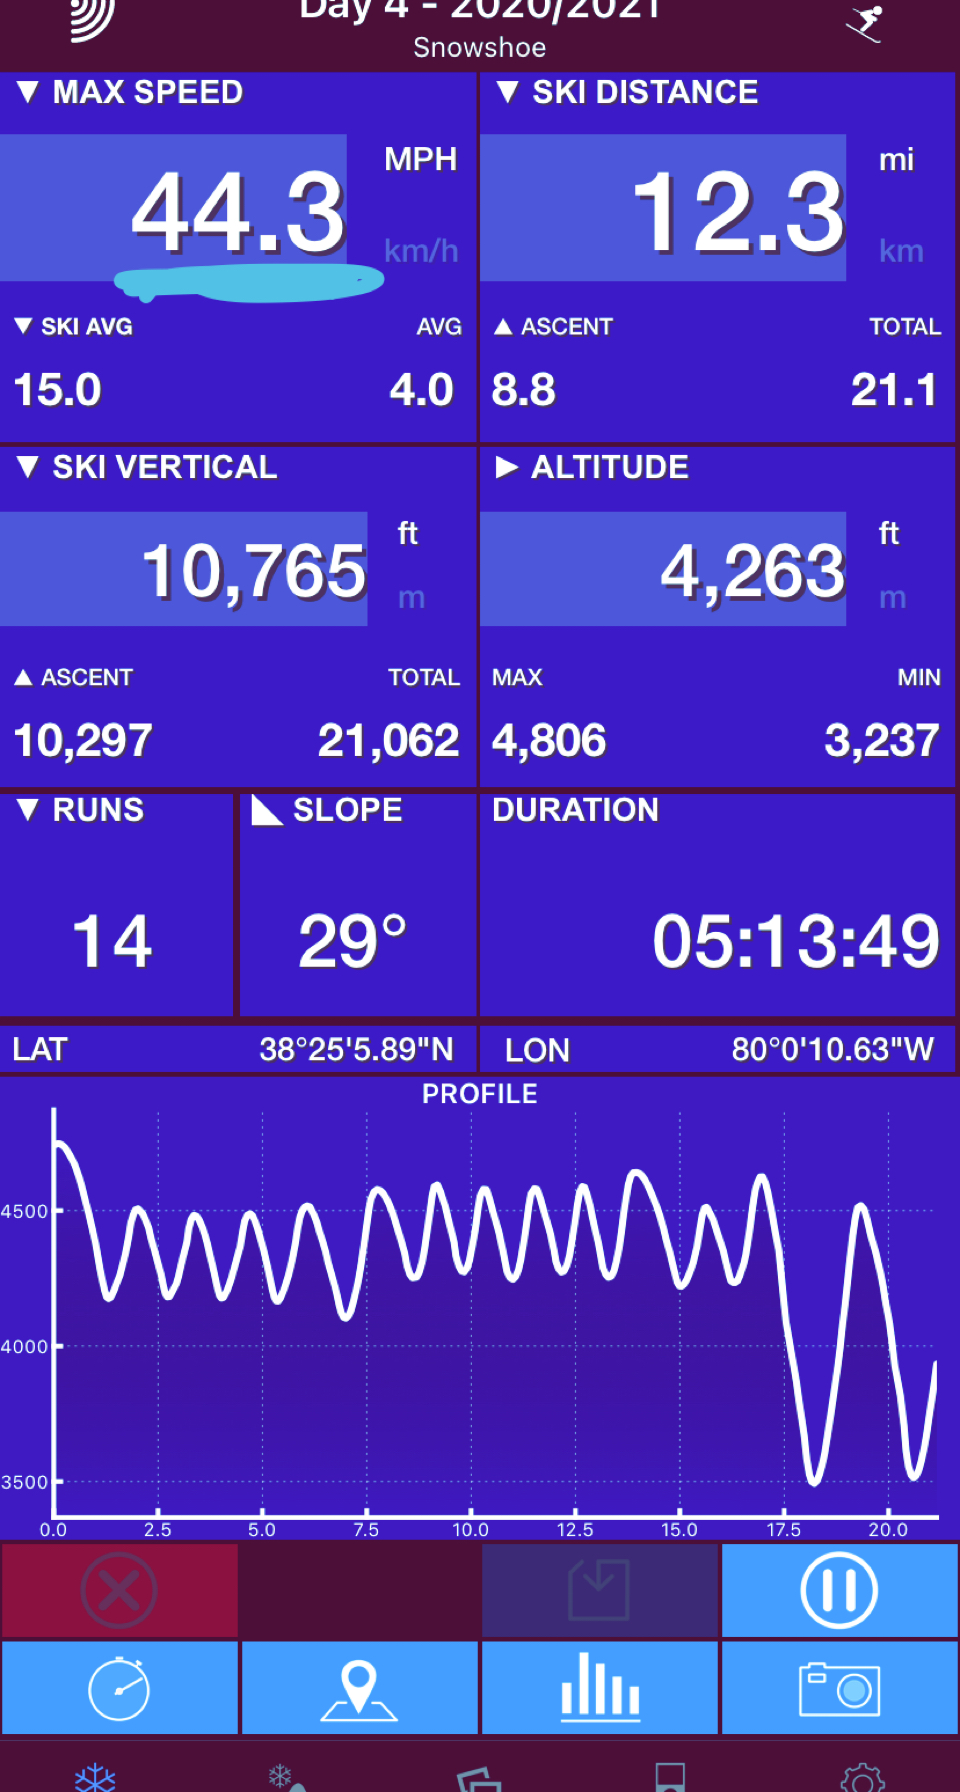 Day 4 - 2020/2021
Snowshoe
▼ MAX SPEED
44.3 MPH
km/h
▼ SKI AVG AVG
15.0 4.0
▼ SKI DISTANCE
12.3 mi
km
▲ ASCENT TOTAL
8.8 21.1
▼ SKI VERTICAL
10,765 ft
m
▲ ASCENT TOTAL
10,297 21,062
▶ ALTITUDE
4,263 ft
m
MAX MIN
4,806 3,237
▼ RUNS
14
SLOPE
29°
DURATION
05:13:49
LAT 38°25'5.89"N
LON 80°0'10.63"W
PROFILE
4500
4000
3500
0.0 2.5 5.0 7.5 10.0 12.5 15.0 17.5 20.0